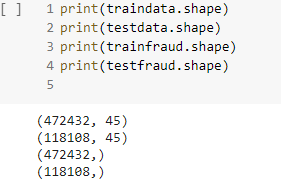 [ ] 1 print(traindata.shape)
2 print(testdata.shape)
3 print(trainfraud.shape)
4 print(testfraud.shape)
5
(472432, 45)
(118108, 45)
(472432,)
(118108,)